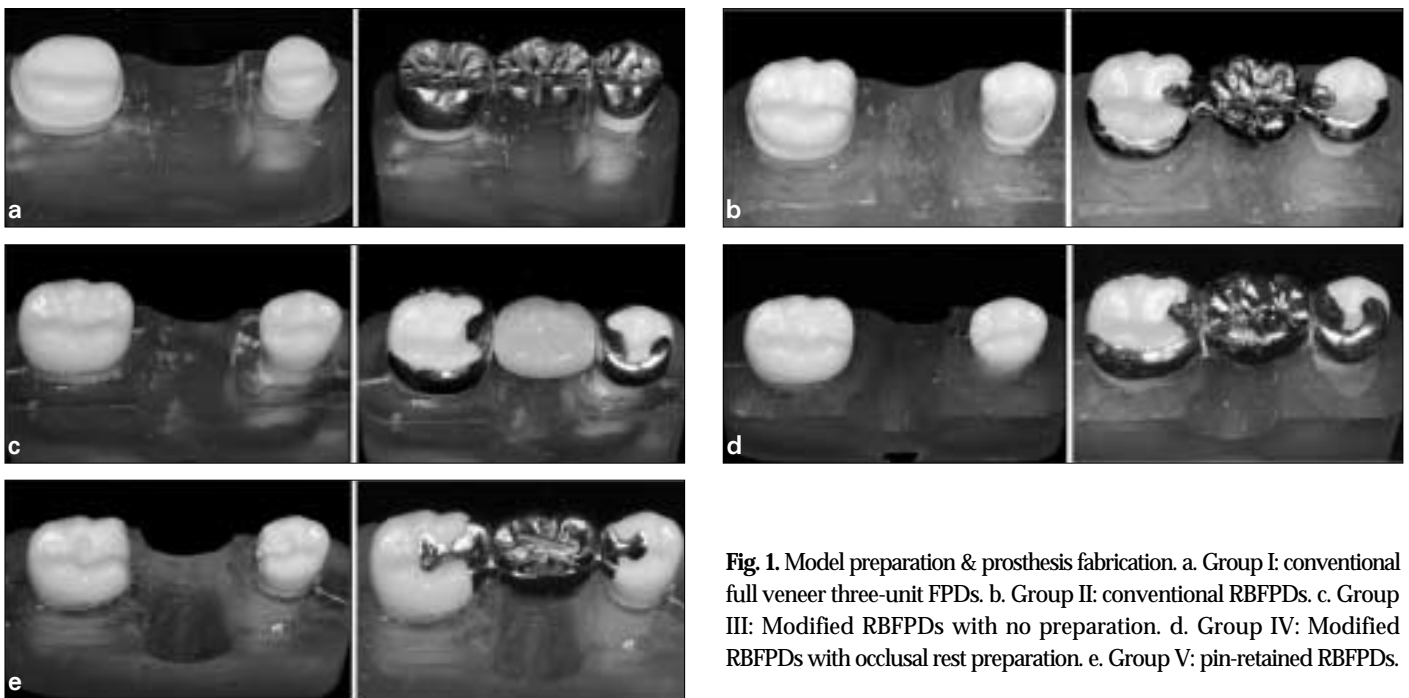 a
b
c
d
e
Fig. 1. Model preparation & prosthesis fabrication. a. Group I: conventional
full veneer three-unit FPDs. b. Group II: conventional RBFPDs. c. Group
III: Modified RBFPDs with no preparation. d. Group IV: Modified
RBFPDs with occlusal rest preparation. e. Group V: pin-retained RBFPDs.